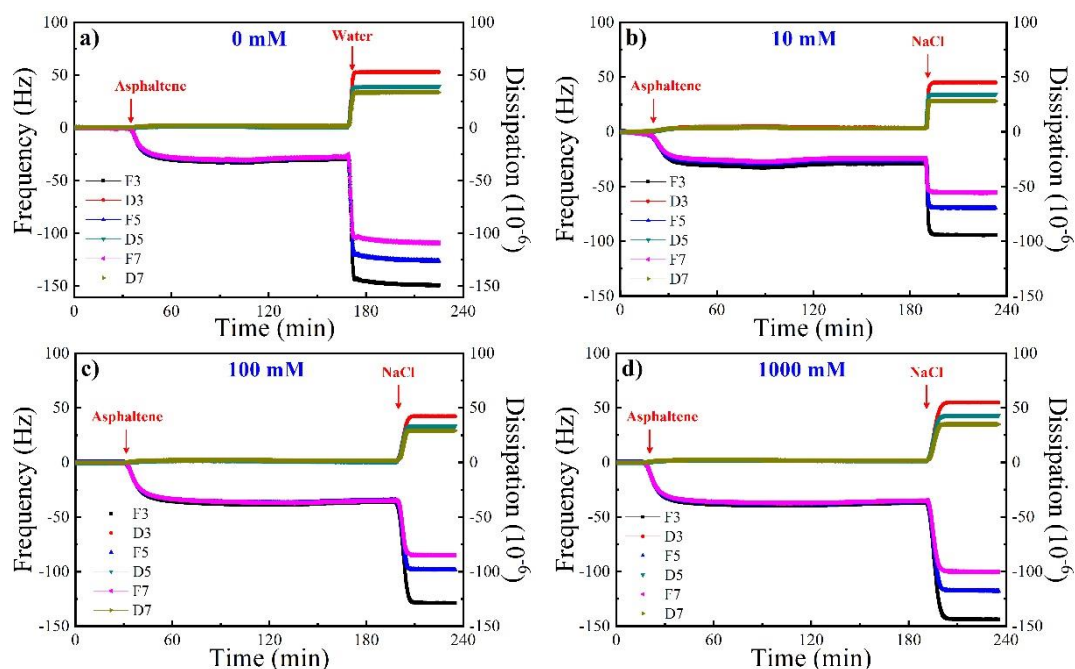 a)
0 mM
Water
Asphaltene
Frequency (Hz)
Dissipation (10-6)
100
50
0
-50
-100
-150
100
50
0
-50
-100
-150
F3
D3
F5
D5
F7
D7
0 60 120 180 240
Time (min)
b)
10 mM
NaCl
Asphaltene
Frequency (Hz)
Dissipation (10-6)
100
50
0
-50
-100
-150
100
50
0
-50
-100
-150
F3
D3
F5
D5
F7
D7
0 60 120 180 240
Time (min)
c)
100 mM
NaCl
Asphaltene
Frequency (Hz)
Dissipation (10-6)
100
50
0
-50
-100
-150
100
50
0
-50
-100
-150
F3
D3
F5
D5
F7
D7
0 60 120 180 240
Time (min)
d)
1000 mM
NaCl
Asphaltene
Frequency (Hz)
Dissipation (10-6)
100
50
0
-50
-100
-150
100
50
0
-50
-100
-150
F3
D3
F5
D5
F7
D7
0 60 120 180 240
Time (min)